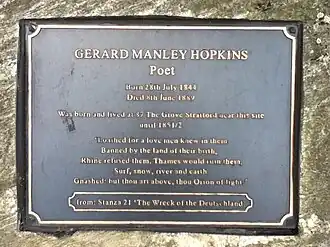 GERARD MANLEY HOPKINS
Poet
Born 28th July 1844
Died 8th June 1889
Was born and lived at 87 The Grove Stratford near this site
until 1851/2
for a love men knew in them
Banned by the land of their birth,
Rhine refused them, Thames would ruin them,
Surf, snow, river and earth
Gnashed: but thou art above, thou Orion of light."
from: Stanza 21 'The Wreck of the Deutschland'